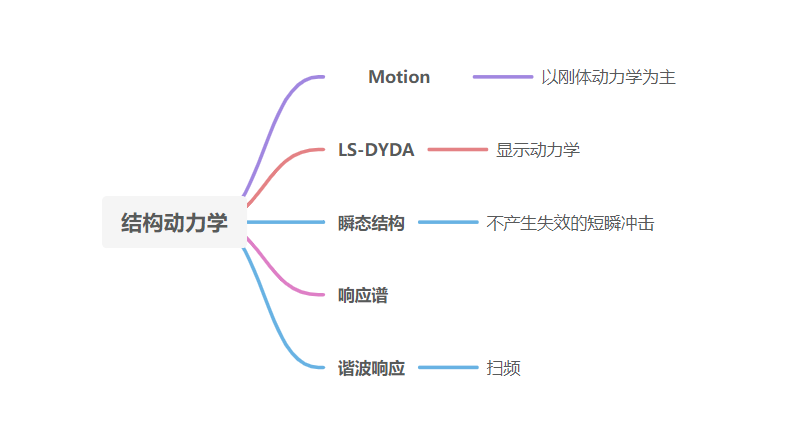 Motion
以刚体动力学为主
LS-DYDA
显示动力学
结构动力学
瞬态结构
不产生失效的短瞬冲击
响应谱
谐波响应
扫频